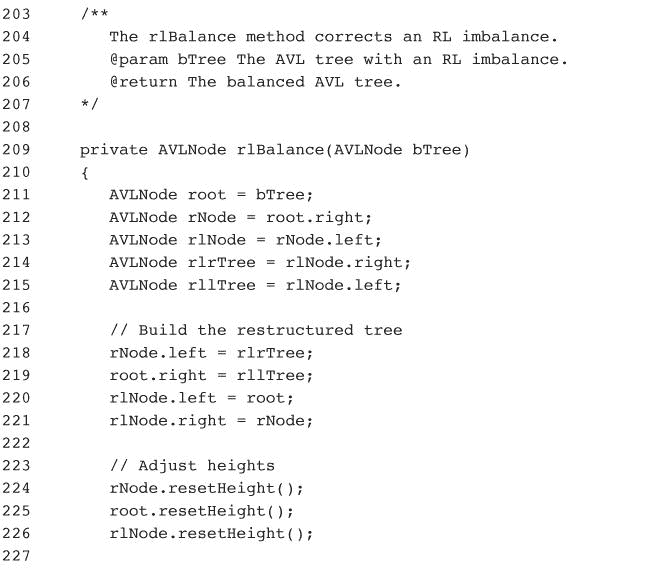 203     /**
204        The rlBalance method corrects an RL imbalance.
205        @param bTree The AVL tree with an RL imbalance.
206        @return The balanced AVL tree.
207     */
208
209     private AVLNode rlBalance(AVLNode bTree)
210     {
211        AVLNode root = bTree;
212        AVLNode rNode = root.right;
213        AVLNode rlNode = rNode.left;
214        AVLNode rlrTree = rlNode.right;
215        AVLNode rllTree = rlNode.left;
216
217        // Build the restructured tree
218        rNode.left = rlrTree;
219        root.right = rllTree;
220        rlNode.left = root;
221        rlNode.right = rNode;
222
223        // Adjust heights
224        rNode.resetHeight();
225        root.resetHeight();
226        rlNode.resetHeight();
227